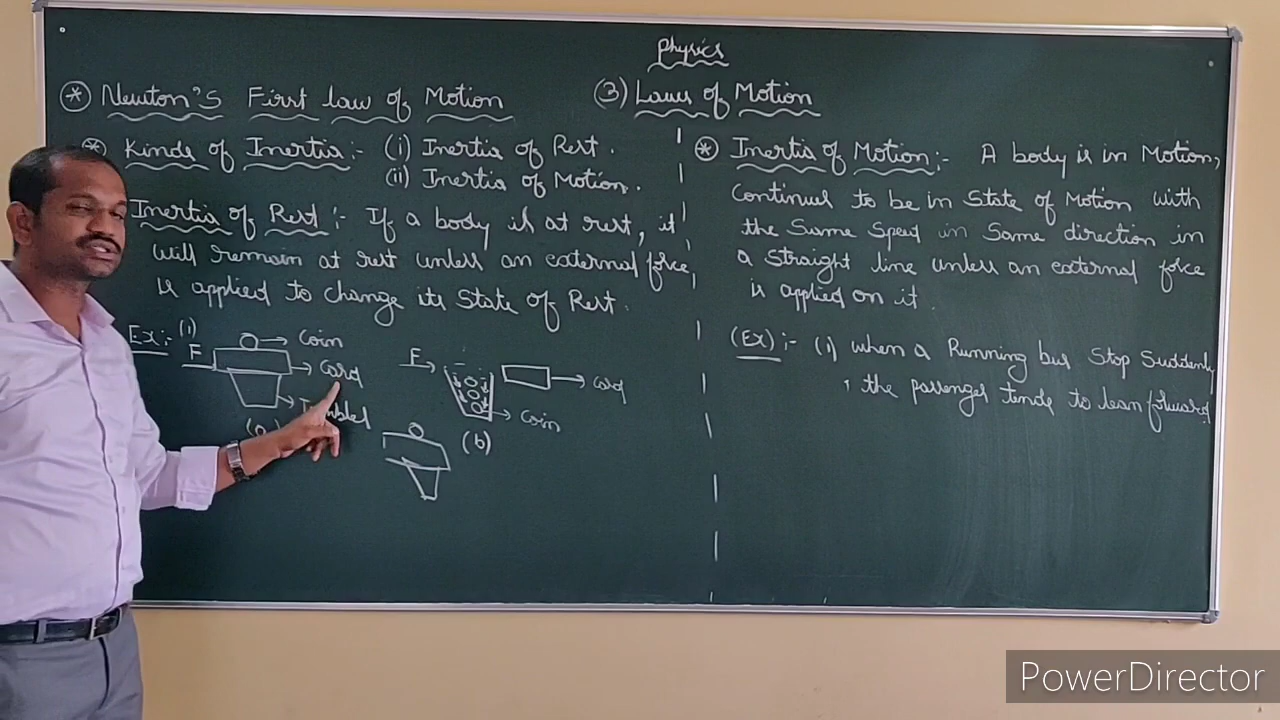 Physics
* Newton's First law of Motion
(3) Laws of Motion
* Kinds of Inertia:- (i) Inertia of Rest.
(ii) Inertia of Motion.
Inertia of Rest:- If a body is at rest, it
will remain at rest unless an external force
is applied to change its State of Rest.
Ex:- (i)
F
Coin
Card
F
Card
Coin
(b)
* Inertia of Motion:- A body is in Motion,
Continues to be in State of Motion with
the Same Speed in Same direction in
a Straight line unless an external force
is applied on it.
(Ex):- (i) when a Running bus Stop Suddenly
the passenger tends to lean forward.
PowerDirector